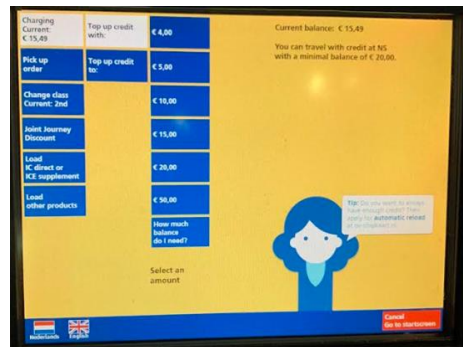 Charging
Current:
€ 15,49
Top up credit
with:
€ 4,00
Current balance: € 15,49
You can travel with credit at NS
with a minimal balance of € 20,00.
Pick up
order
Top up credit
to:
€ 5,00
Change class
Current: 2nd
€ 10,00
Joint Journey
Discount
€ 15,00
Load
IC direct or
ICE supplement
€ 20,00
Load
other products
€ 50,00
How much
balance
do I need?
Tip: Do you want to always
have enough credit? Then
apply for automatic reload
Select an
amount
Nederlands
English
Cancel
Go to startscreen